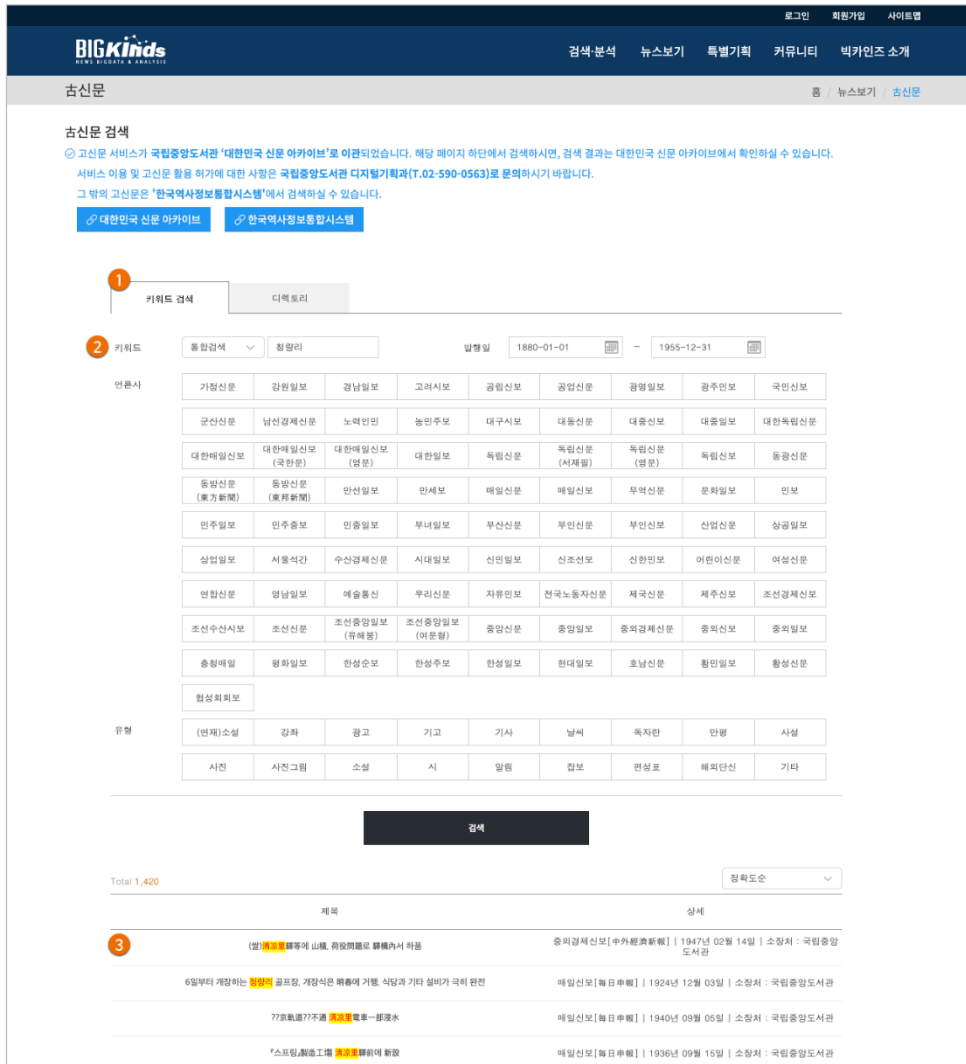 로그인 회원가입 사이트맵
BIGKinds
NEWS BIGDATA & ANALYSIS
검색·분석 뉴스보기 특별기획 커뮤니티 빅카인즈 소개
古신문
홈 / 뉴스보기 / 古신문
古신문 검색
고신문 서비스가 국립중앙도서관 '대한민국 신문 아카이브'로 이관되었습니다. 해당 페이지 하단에서 검색하시면, 검색 결과는 대한민국 신문 아카이브에서 확인하실 수 있습니다.
서비스 이용 및 고신문 활용 허가에 대한 사항은 국립중앙도서관 디지털기획과(T.02-590-0563)로 문의하시기 바랍니다.
그 밖의 고신문은 '한국역사정보통합시스템'에서 검색하실 수 있습니다.
대한민국 신문 아카이브 한국역사정보통합시스템
1
키워드 검색 디렉토리
2 키워드 통합검색 청량리 발행일 1880-01-01 ~ 1955-12-31
언론사 가정신문 강원일보 경남일보 고려시보 공립신보 공업신문 광명일보 광주민보 국민신보
군산신문 남선경제신문 노력인민 농민주보 대구시보 대동신문 대중신보 대중일보 대한독립신문
대한매일신보 대한매일신보 (국한문) 대한매일신보 (영문) 대한일보 독립신문 독립신문 (서재필) 독립신문 (영문) 독립신보 동광신문
동방신문 (東方新聞) 동방신문 (東邦新聞) 만선일보 만세보 매일신문 매일신보 무역신문 문화일보 민보
민주일보 민주중보 민중일보 부녀일보 부산신문 부인신문 부인신보 산업신문 상공일보
상업일보 서울석간 수산경제신문 시대일보 신민일보 신조선보 신한민보 어린이신문 여성신문
연합신문 영남일보 예술통신 우리신문 자유민보 전국노동자신문 제국신문 제주신보 조선경제신보
조선수산시보 조선신문 조선중앙일보 (유해붕) 조선중앙일보 (여운형) 중앙신문 중앙일보 중외경제신문 중외신보 중외일보
충청매일 평화일보 한성순보 한성주보 한성일보 현대일보 호남신문 황민일보 황성신문
협성회회보
유형 (연재)소설 강좌 광고 기고 기사 날씨 독자란 만평 사설
사진 사진그림 소설 시 알림 잡보 편성표 해외단신 기타
검색
Total 1,420 정확도순
제목 상세
3 (쌀)淸凉里驛等에 山積, 荷役問題로 驛構內서 하품 중외경제신보[中外經濟新報] | 1947년 02월 14일 | 소장처 : 국립중앙
도서관
6일부터 개장하는 청량리 골프장, 개장식은 明春에 거행, 식당과 기타 설비가 극히 완전 매일신보[每日申報] | 1924년 12월 03일 | 소장처 : 국립중앙도서관
??京軌道??不通 淸凉里電車一部浸水 매일신보[每日申報] | 1940년 09월 05일 | 소장처 : 국립중앙도서관
『스프링』製造工場 淸凉里驛前에 新設 매일신보[每日申報] | 1936년 09월 15일 | 소장처 : 국립중앙도서관